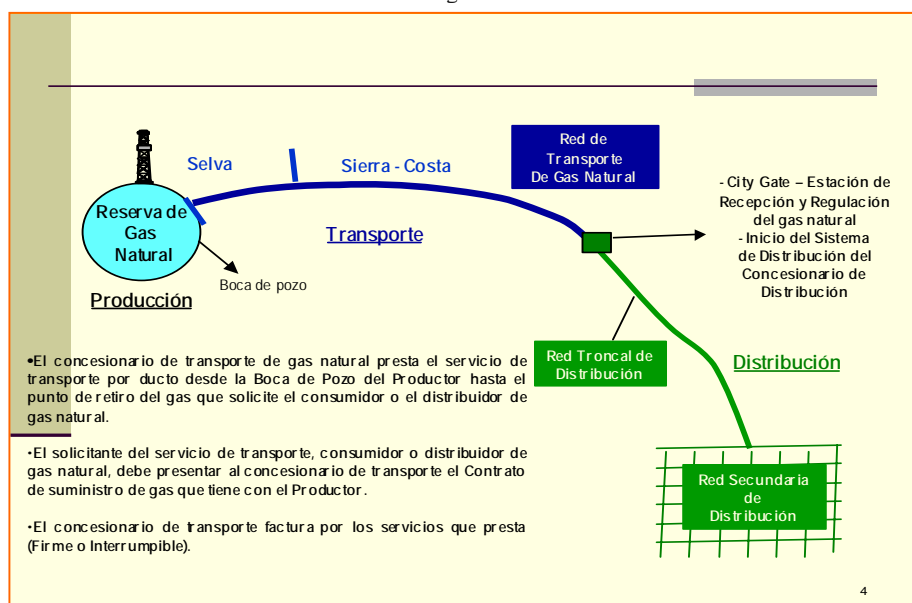 Selva
Sierra - Costa
Red de
Transporte
De Gas Natural
Reserva de
Gas
Natural
Transporte
Boca de pozo
Producción
- City Gate – Estación de
Recepción y Regulación
del gas natural
- Inicio del Sistema
de Distribución del
Concesionario de
Distribución
Red Troncal de
Distribución
Distribución
•El concesionario de transporte de gas natural presta el servicio de
transporte por ducto desde la Boca de Pozo del Productor hasta el
punto de retiro del gas que solicite el consumidor o el distribuidor de
gas natural.
•El solicitante del servicio de transporte, consumidor o distribuidor de
gas natural, debe presentar al concesionario de transporte el Contrato
de suministro de gas que tiene con el Productor.
•El concesionario de transporte factura por los servicios que presta
(Firme o Interrumpible).
Red Secundaria
de
Distribución
4